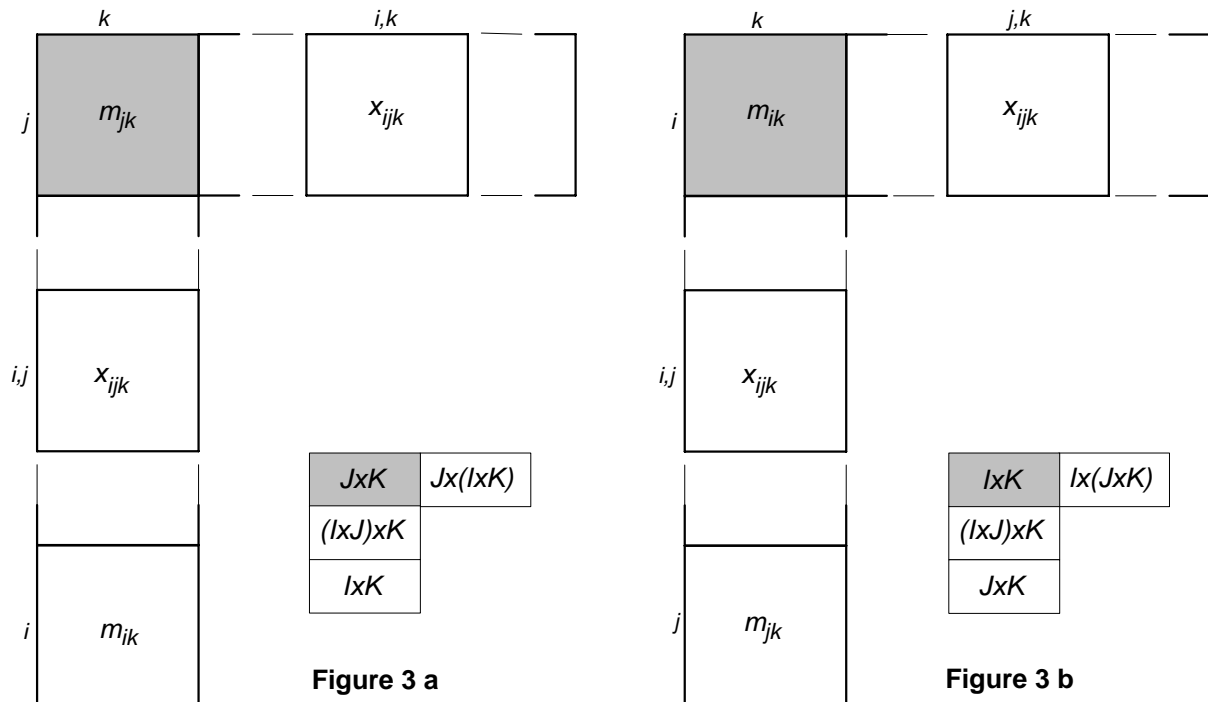 k
i,k
j
m_jk
x_ijk
i,j
x_ijk
i
m_ik
JxK
Jx(IxK)
(IxJ)xK
IxK
Figure 3 a
k
j,k
i
m_ik
x_ijk
i,j
x_ijk
j
m_jk
IxK
Ix(JxK)
(IxJ)xK
JxK
Figure 3 b